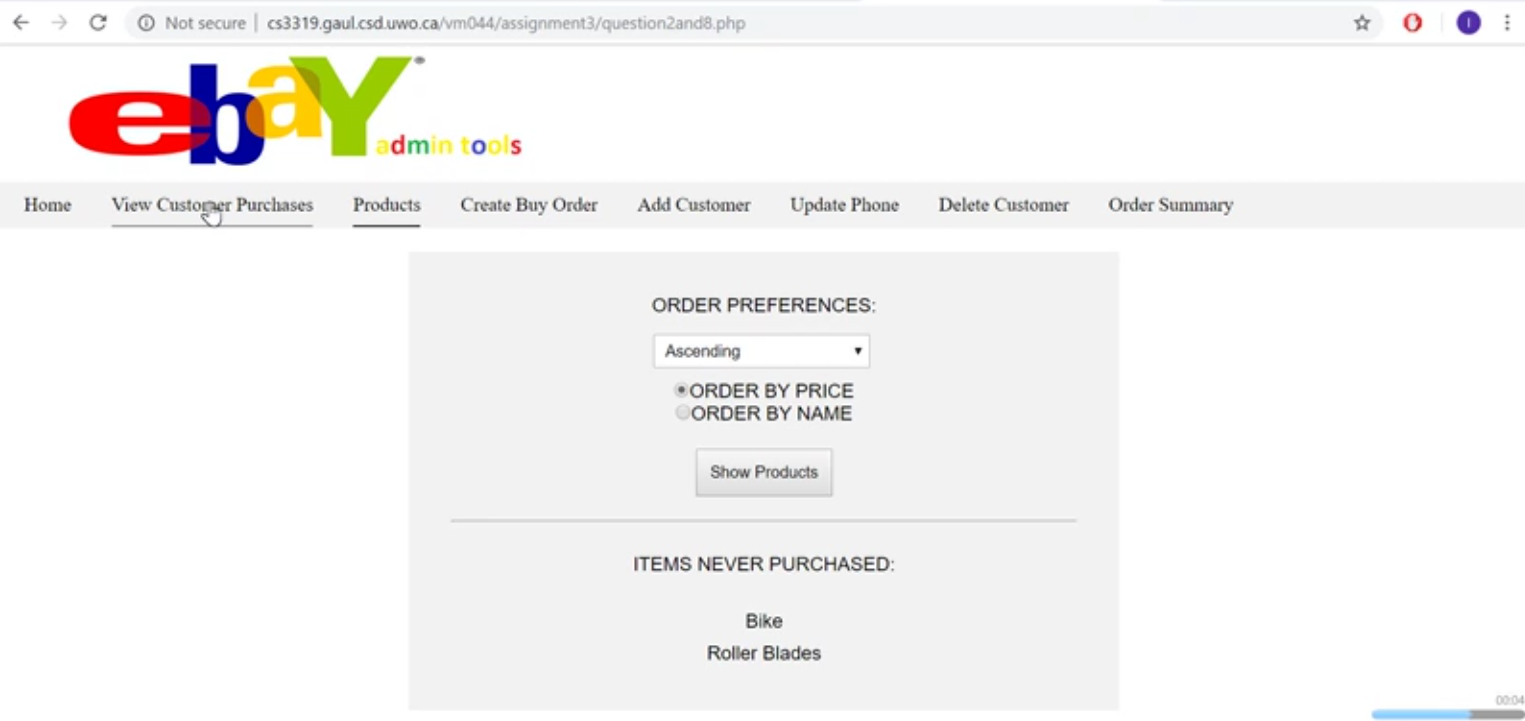 Not secure | cs3319.gaul.csd.uwo.ca/vm044/assignment3/question2and8.php
I
ebaY®
admin tools
Home View Customer Purchases Products Create Buy Order Add Customer Update Phone Delete Customer Order Summary
ORDER PREFERENCES:
Ascending
ORDER BY PRICE
ORDER BY NAME
Show Products
ITEMS NEVER PURCHASED:
Bike
Roller Blades
00:04